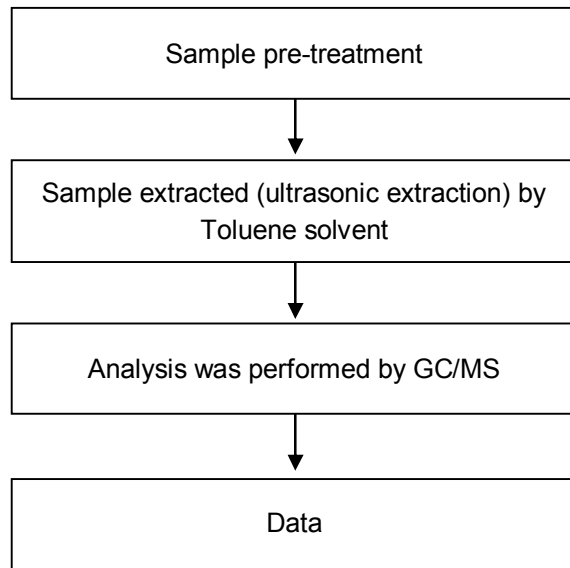 Sample pre-treatment
Sample extracted (ultrasonic extraction) by
Toluene solvent
Analysis was performed by GC/MS
Data